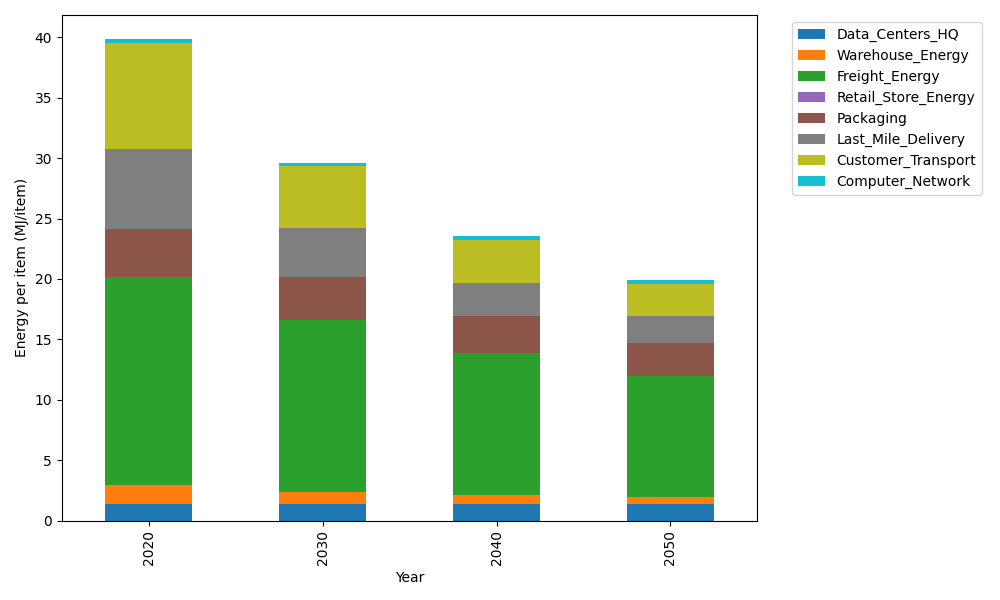 40
35
30
25
20
15
10
5
0
Energy per item (MJ/item)
2020
2030
2040
2050
Year
Data_Centers_HQ
Warehouse_Energy
Freight_Energy
Retail_Store_Energy
Packaging
Last_Mile_Delivery
Customer_Transport
Computer_Network